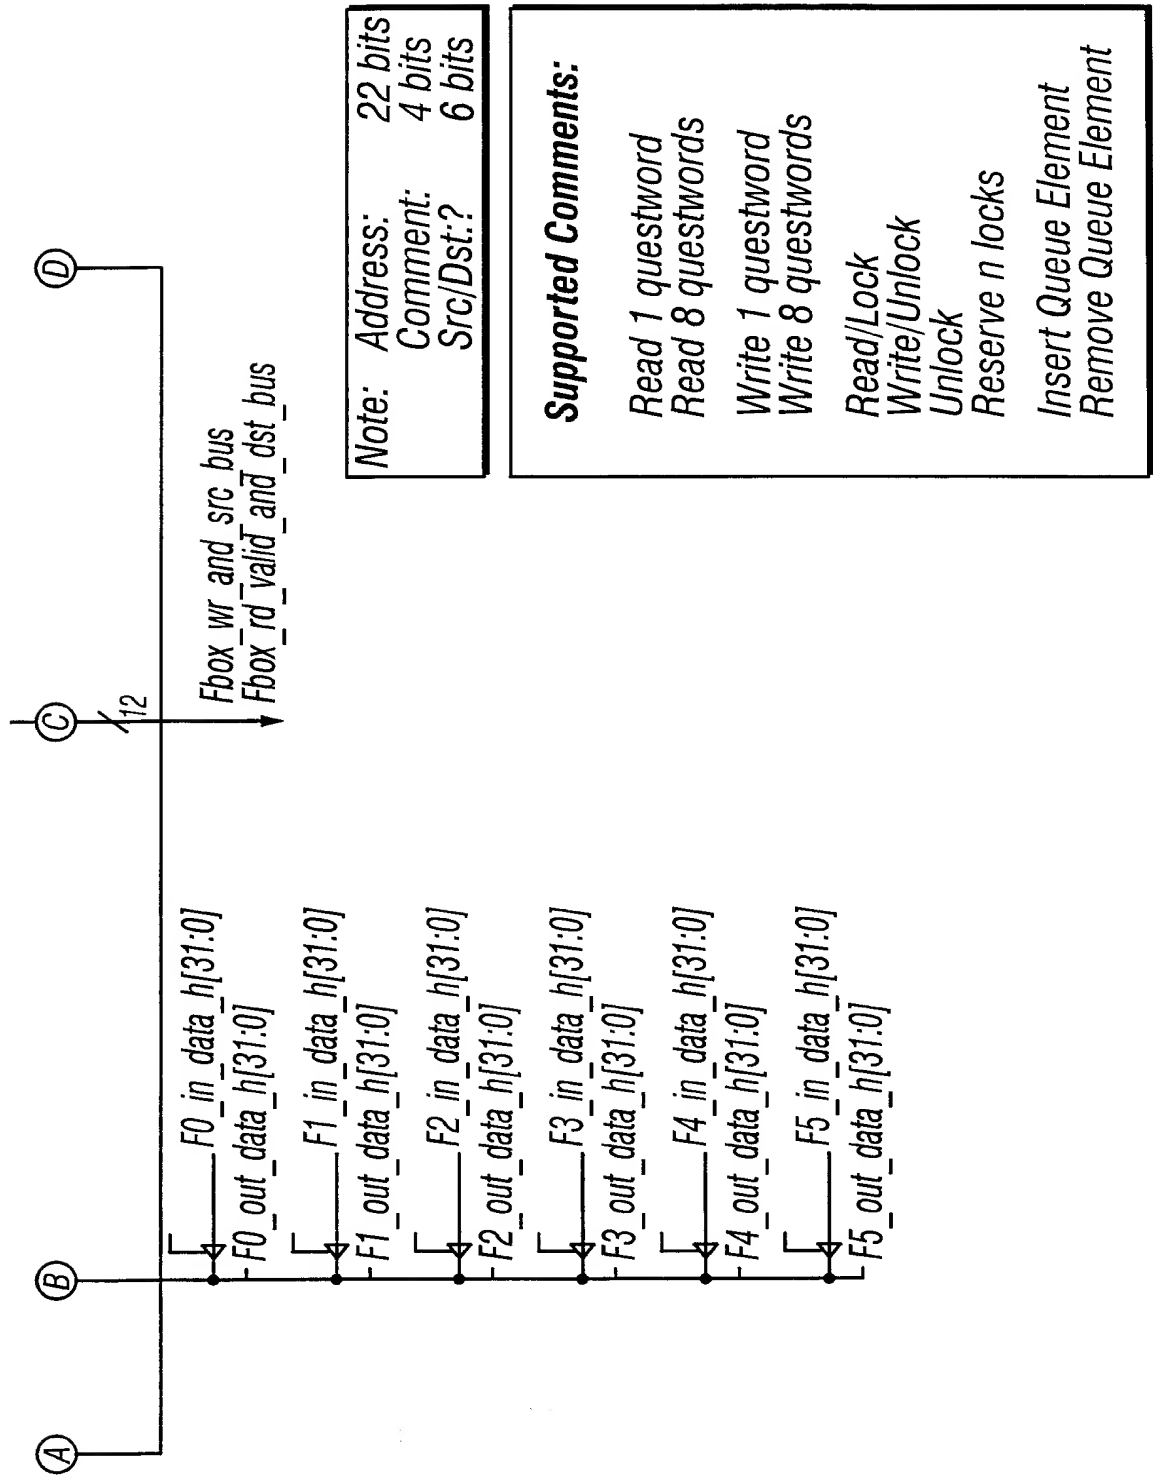 A
B
C
D
12
Fbox_wr_and_src_bus
Fbox_rd_valid_and_dst_bus
F0_in_data_h[31:0]
F0_out_data_h[31:0]
F1_in_data_h[31:0]
F1_out_data_h[31:0]
F2_in_data_h[31:0]
F2_out_data_h[31:0]
F3_in_data_h[31:0]
F3_out_data_h[31:0]
F4_in_data_h[31:0]
F4_out_data_h[31:0]
F5_in_data_h[31:0]
F5_out_data_h[31:0]
Note: Address: 22 bits
Comment: 4 bits
Src/Dst:? 6 bits
Supported Comments:
Read 1 questword
Read 8 questwords
Write 1 questword
Write 8 questwords
Read/Lock
Write/Unlock
Unlock
Reserve n locks
Insert Queue Element
Remove Queue Element